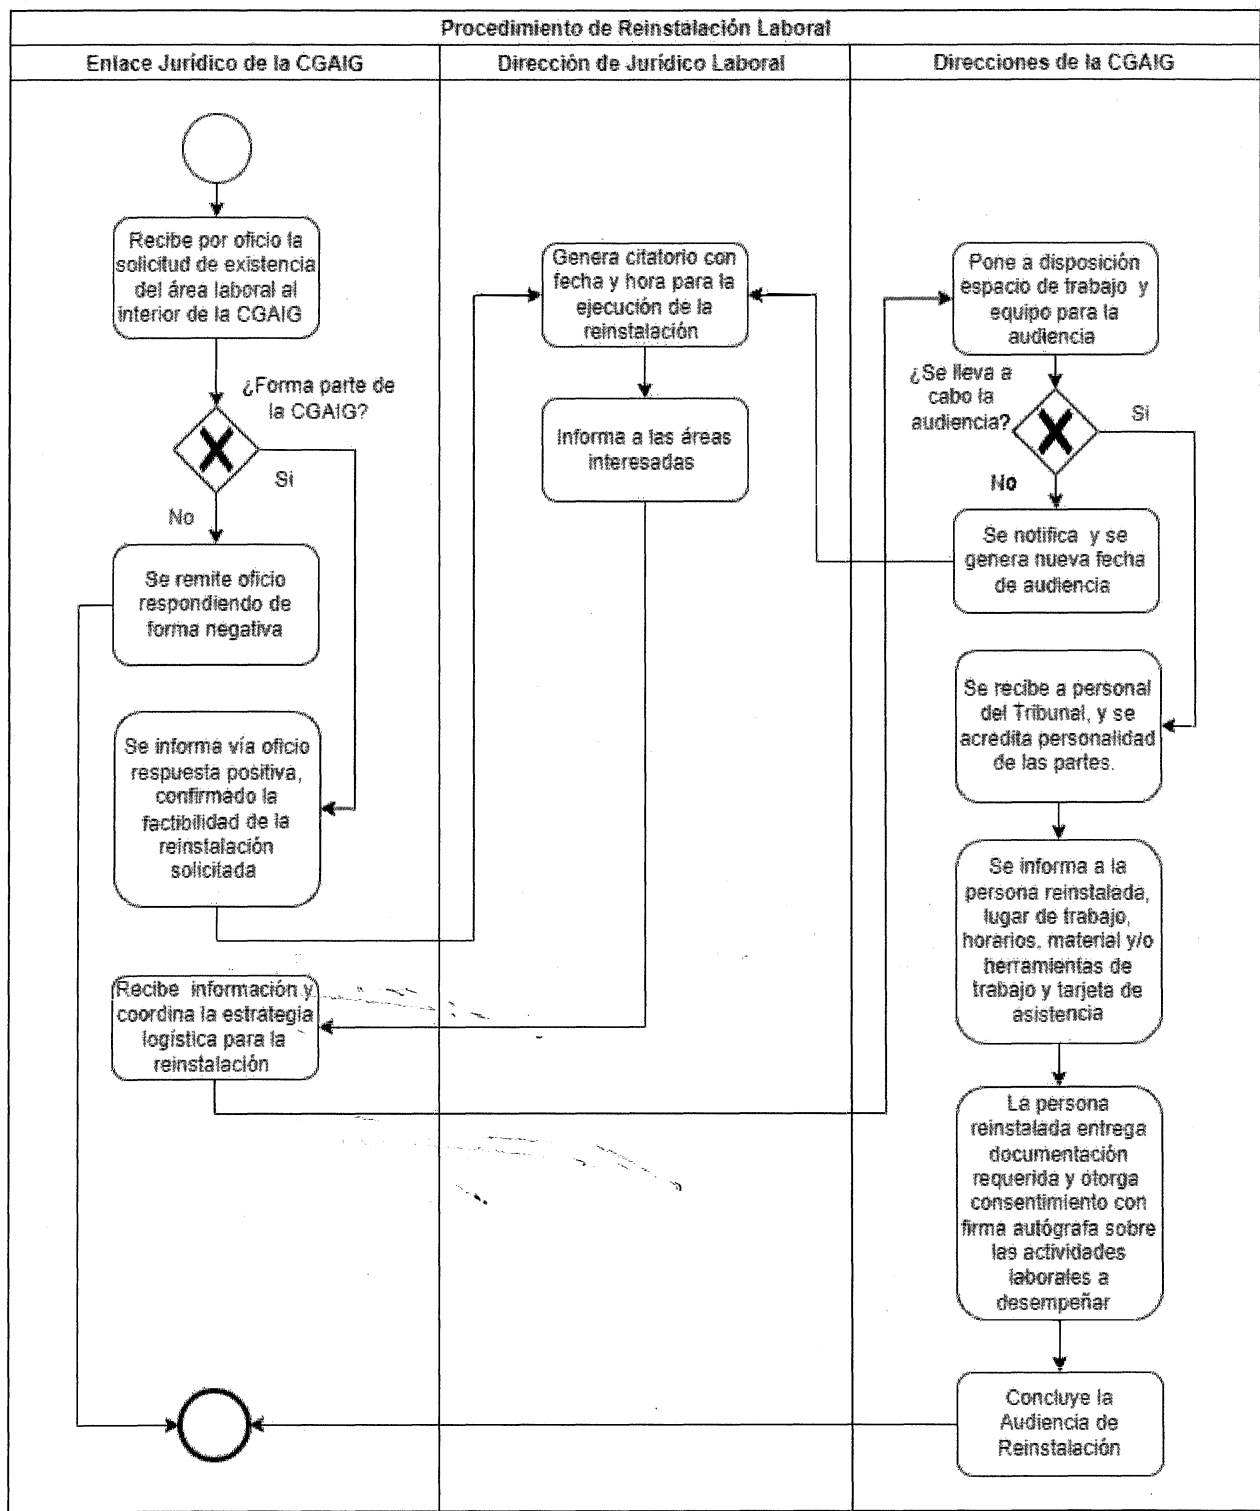 Procedimiento de Reinstalación Laboral
Enlace Jurídico de la CGAIG
Dirección de Jurídico Laboral
Direcciones de la CGAIG
Recibe por oficio la
solicitud de existencia
del área laboral al
interior de la CGAIG
¿Forma parte de
la CGAIG?
Si
No
Se remite oficio
respondiendo de
forma negativa
Se informa vía oficio
respuesta positiva,
confirmado la
factibilidad de la
reinstalación
solicitada
Recibe información y
coordina la estrategia
logística para la
reinstalación
Genera citatorio con
fecha y hora para la
ejecución de la
reinstalación
Informa a las áreas
interesadas
Pone a disposición
espacio de trabajo y
equipo para la
audiencia
¿Se lleva a
cabo la
audiencia?
Si
No
Se notifica y se
genera nueva fecha
de audiencia
Se recibe a personal
del Tribunal, y se
acredita personalidad
de las partes.
Se informa a la
persona reinstalada,
lugar de trabajo,
horarios, material y/o
herramientas de
trabajo y tarjeta de
asistencia
La persona
reinstalada entrega
documentación
requerida y otorga
consentimiento con
firma autógrafa sobre
las actividades
laborales a
desempeñar
Concluye la
Audiencia de
Reinstalación